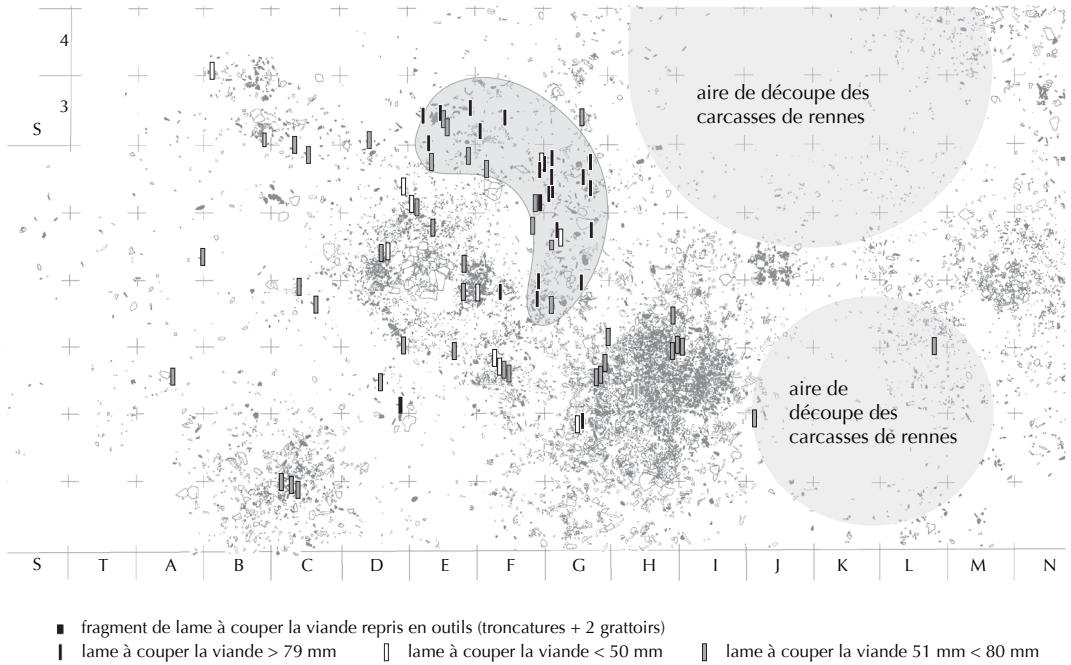 4
aire de découpe des
carcasses de rennes
3
S
aire de
découpe des
carcasses de rennes
S T A B C D E F G H I J K L M N
fragment de lame à couper la viande repris en outils (troncatures + 2 grattoirs)
lame à couper la viande > 79 mm lame à couper la viande < 50 mm lame à couper la viande 51 mm < 80 mm